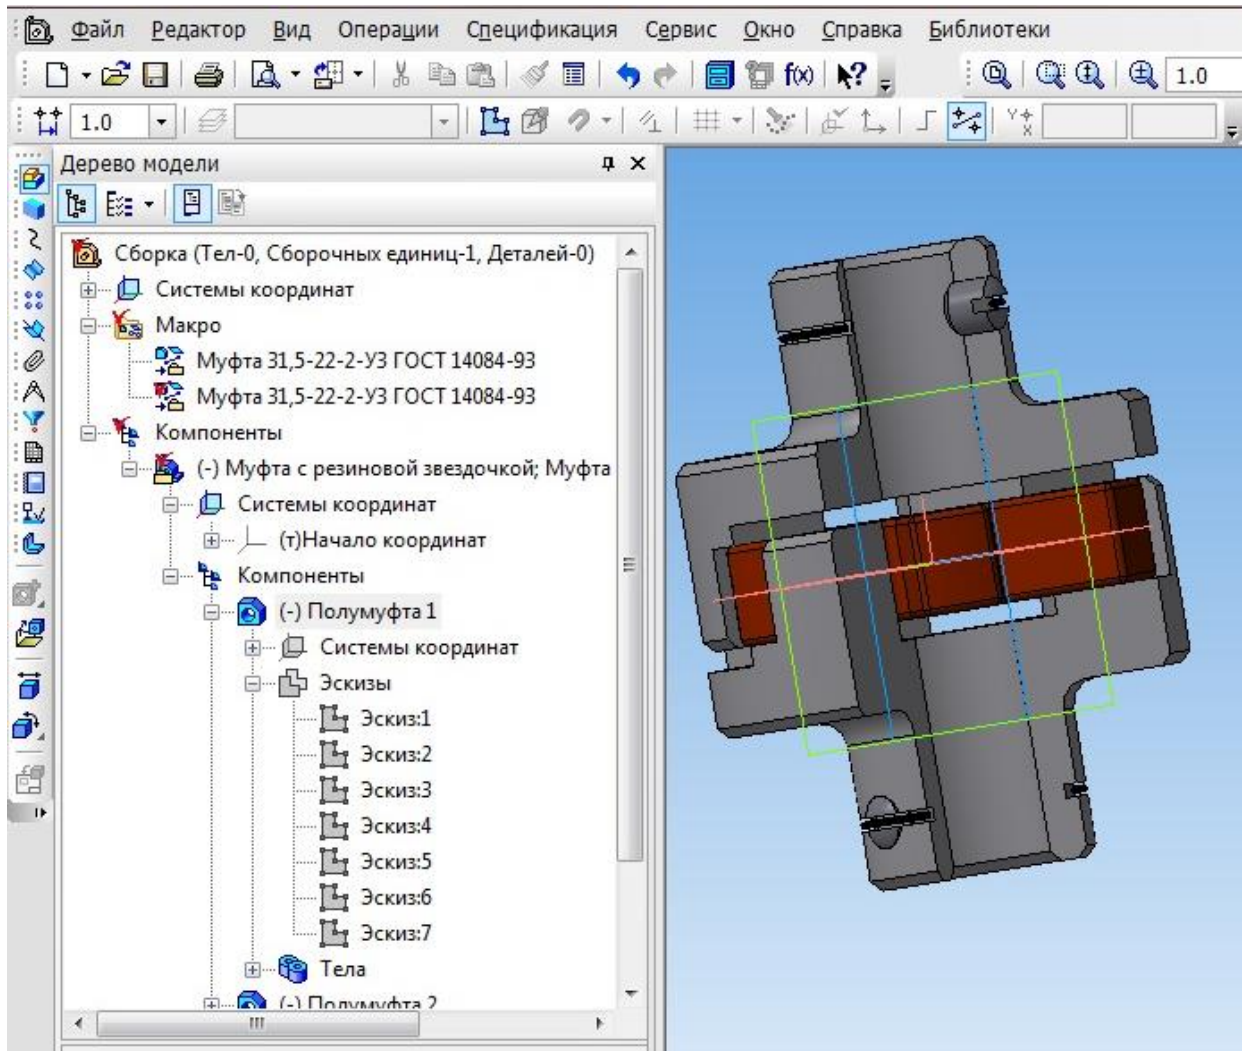 Файл Редактор Вид Операции Спецификация Сервис Окно Справка Библиотеки
f(x) 1.0
1.0
Дерево модели
Сборка (Тел-0, Сборочных единиц-1, Деталей-0)
Системы координат
Макро
Муфта 31,5-22-2-У3 ГОСТ 14084-93
Муфта 31,5-22-2-У3 ГОСТ 14084-93
Компоненты
(-) Муфта с резиновой звездочкой; Муфта
Системы координат
(т)Начало координат
Компоненты
(-) Полумуфта 1
Системы координат
Эскизы
Эскиз:1
Эскиз:2
Эскиз:3
Эскиз:4
Эскиз:5
Эскиз:6
Эскиз:7
Тела
(-) Полумуфта 2